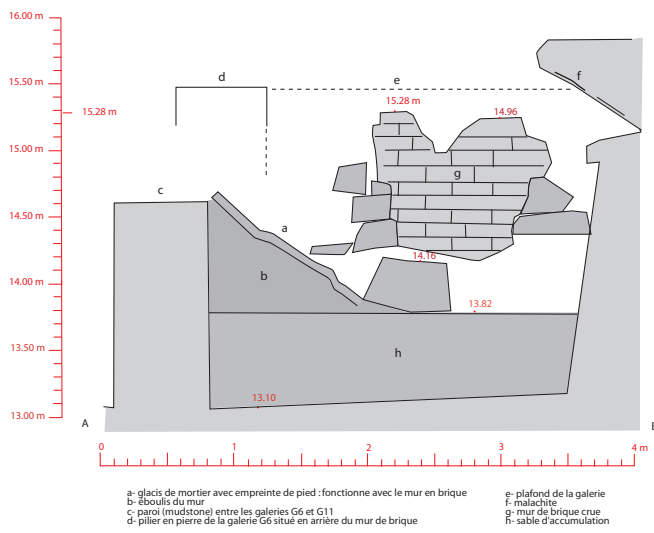 16.00 m
d
e
f
15.50 m
15.28 m
15.28 m
14.96
15.00 m
g
c
14.50 m
a
14.16
b
14.00 m
13.82
13.50 m
h
13.10
13.00 m
A
0
1
2
3
4 m
a- glacis de mortier avec empreinte de pied : fonctionne avec le mur en brique
b- éboulis du mur
c- paroi (mudstone) entre les galeries G6 et G11
d- pilier en pierre de la galerie G6 situé en arrière du mur de brique
e- plafond de la galerie
f- malachite
g- mur de brique crue
h- sable d'accumulation